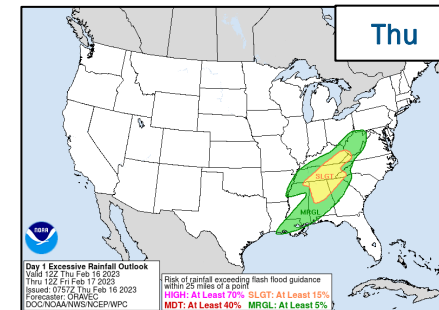 Thu
SLGT
MRGL
NOAA
Day 1 Excessive Rainfall Outlook
Valid 12Z Thu Feb 16 2023
Thru 12Z Fri Feb 17 2023
Issued: 0757Z Thu Feb 16 2023
Forecaster: ORAVEC
DOC/NOAA/NWS/NCEP/WPC
Risk of rainfall exceeding flash flood guidance
within 25 miles of a point
HIGH: At Least 70% SLGT: At Least 15%
MDT: At Least 40% MRGL: At Least 5%